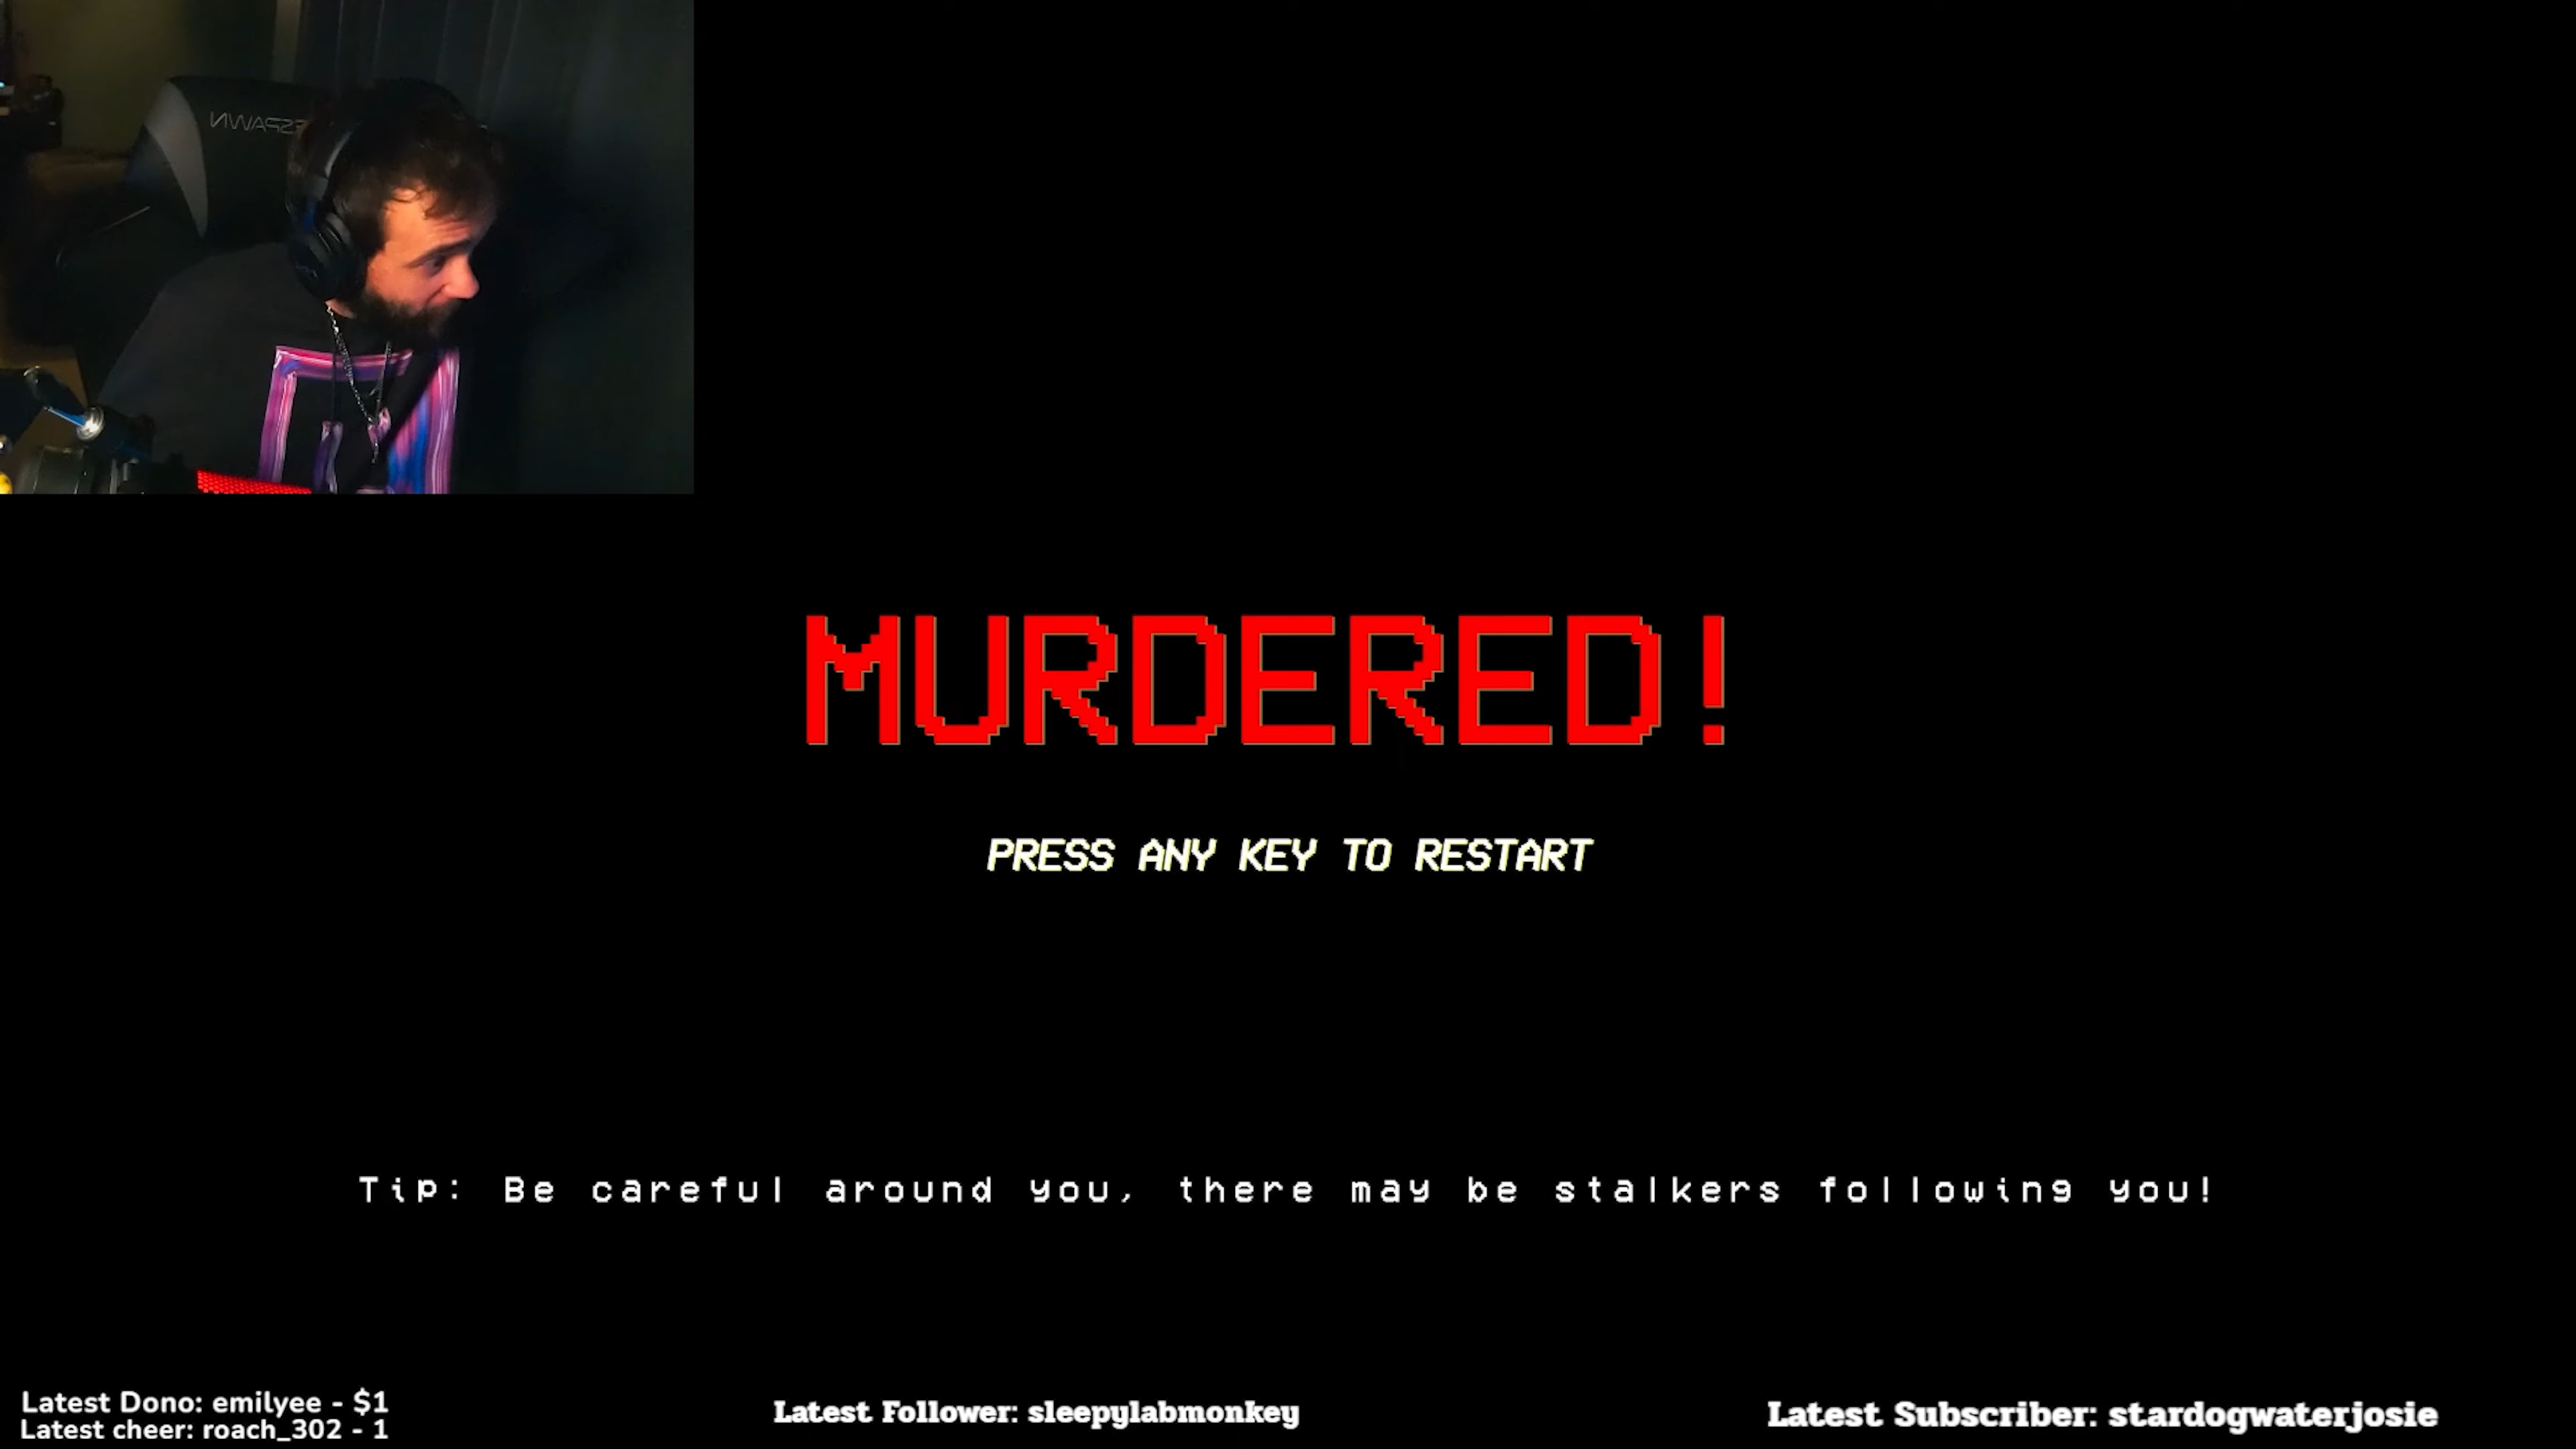 MURDERED!
PRESS ANY KEY TO RESTART
Tip: Be careful around you, there may be stalkers following you!
Latest Dono: emilyee - $1
Latest cheer: roach_302 - 1
Latest Follower: sleepylabmonkey
Latest Subscriber: stardogwaterjosie